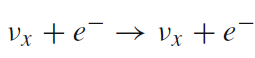 νₓ + e⁻ → νₓ + e⁻